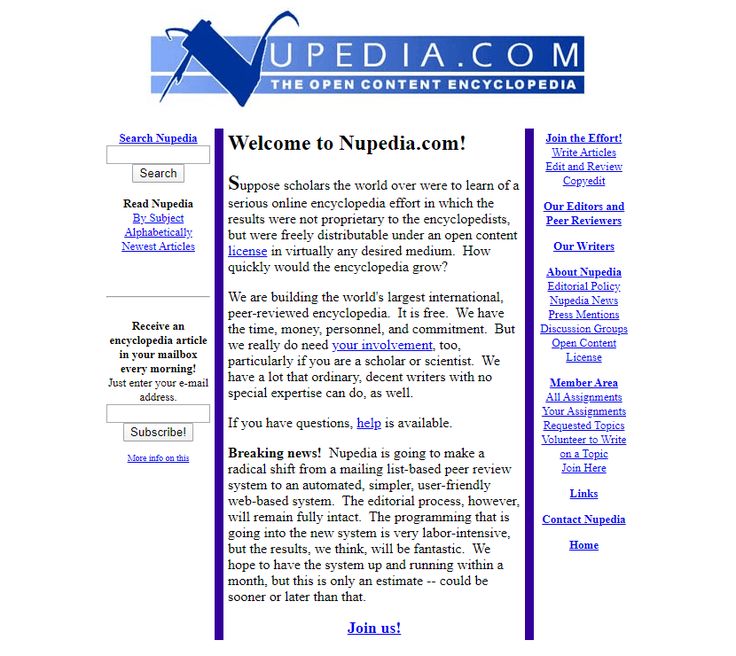 NUPEDIA.COM
THE OPEN CONTENT ENCYCLOPEDIA
Search Nupedia
Search
Read Nupedia
By Subject
Alphabetically
Newest Articles
Receive an
encyclopedia article
in your mailbox
every morning!
Just enter your e-mail
address.
Subscribe!
More info on this
Welcome to Nupedia.com!
Suppose scholars the world over were to learn of a
serious online encyclopedia effort in which the
results were not proprietary to the encyclopedists,
but were freely distributable under an open content
license in virtually any desired medium.  How
quickly would the encyclopedia grow?
We are building the world's largest international,
peer-reviewed encyclopedia.  It is free.  We have
the time, money, personnel, and commitment.  But
we really do need your involvement, too,
particularly if you are a scholar or scientist.  We
have a lot that ordinary, decent writers with no
special expertise can do, as well.
If you have questions, help is available.
Breaking news!  Nupedia is going to make a
radical shift from a mailing list-based peer review
system to an automated, simpler, user-friendly
web-based system.  The editorial process, however,
will remain fully intact.  The programming that is
going into the new system is very labor-intensive,
but the results, we think, will be fantastic.  We
hope to have the system up and running within a
month, but this is only an estimate -- could be
sooner or later than that.
Join us!
Join the Effort!
Write Articles
Edit and Review
Copyedit
Our Editors and
Peer Reviewers
Our Writers
About Nupedia
Editorial Policy
Nupedia News
Press Mentions
Discussion Groups
Open Content
License
Member Area
All Assignments
Your Assignments
Requested Topics
Volunteer to Write
on a Topic
Join Here
Links
Contact Nupedia
Home